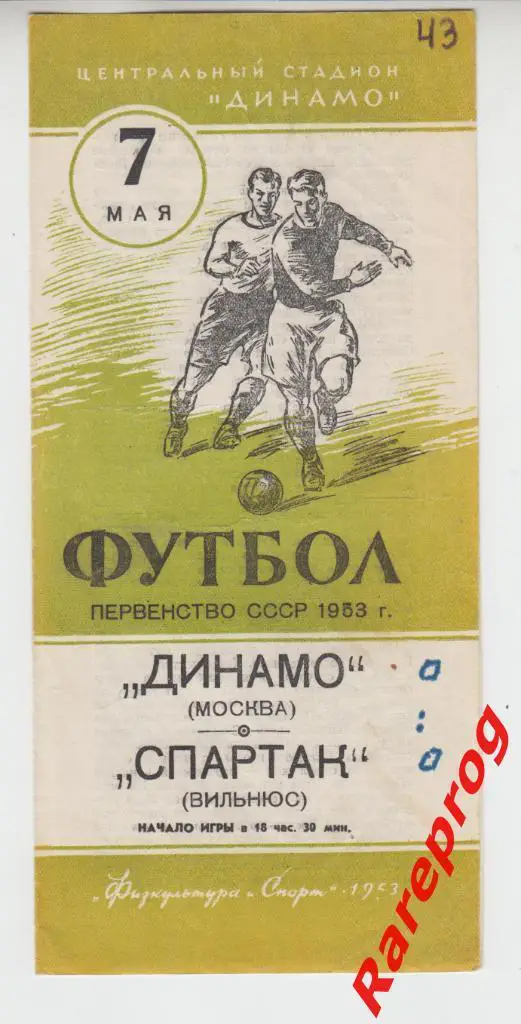 43
ЦЕНТРАЛЬНЫЙ СТАДИОН
"ДИНАМО"
7
МАЯ
ФУТБОЛ
ПЕРВЕНСТВО СССР 1953 г.
„ДИНАМО“ 0
(МОСКВА)
:
„СПАРТАК“ 0
(ВИЛЬНЮС)
НАЧАЛО ИГРЫ в 18 час. 30 мин.
„Физкультура и Спорт“ · 1953
Rareprog